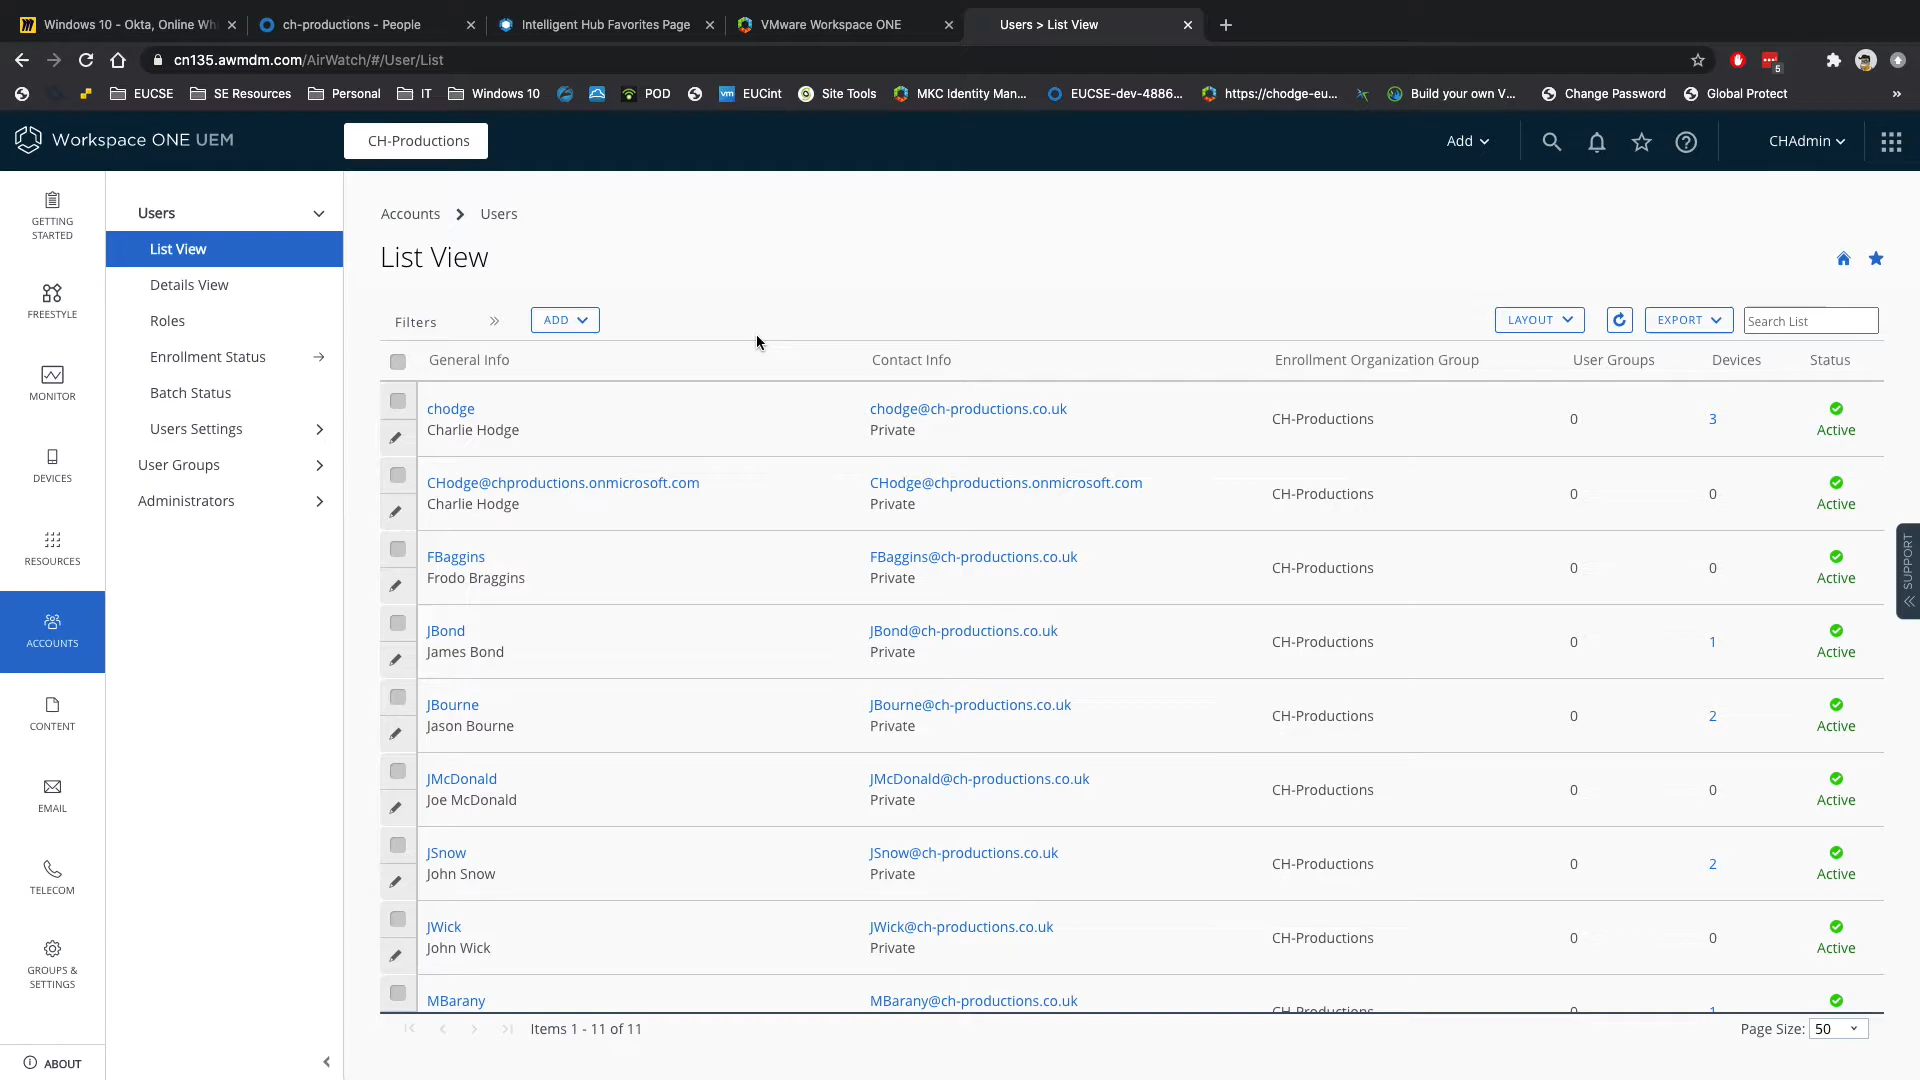 Windows 10 - Okta, Online Wh
ch-productions - People
Intelligent Hub Favorites Page
VMware Workspace ONE
Users > List View
cn135.awmdm.com/AirWatch/#/User/List
5
EUCSE
SE Resources
Personal
IT
Windows 10
POD
vm EUCint
Site Tools
MKC Identity Man...
EUCSE-dev-4886...
https://chodge-eu...
Build your own V...
Change Password
Global Protect
»
Workspace ONE UEM
CH-Productions
Add
CHAdmin
GETTING
STARTED
FREESTYLE
MONITOR
DEVICES
RESOURCES
ACCOUNTS
CONTENT
EMAIL
TELECOM
GROUPS &
SETTINGS
ABOUT
Users
List View
Details View
Roles
Enrollment Status
Batch Status
Users Settings
User Groups
Administrators
Accounts > Users
List View
Filters »
ADD
LAYOUT
EXPORT
Search List
General Info Contact Info Enrollment Organization Group User Groups Devices Status
chodge chodge@ch-productions.co.uk
Charlie Hodge Private CH-Productions 0 3 Active
CHodge@chproductions.onmicrosoft.com CHodge@chproductions.onmicrosoft.com
Charlie Hodge Private CH-Productions 0 0 Active
FBaggins FBaggins@ch-productions.co.uk
Frodo Braggins Private CH-Productions 0 0 Active
JBond JBond@ch-productions.co.uk
James Bond Private CH-Productions 0 1 Active
JBourne JBourne@ch-productions.co.uk
Jason Bourne Private CH-Productions 0 2 Active
JMcDonald JMcDonald@ch-productions.co.uk
Joe McDonald Private CH-Productions 0 0 Active
JSnow JSnow@ch-productions.co.uk
John Snow Private CH-Productions 0 2 Active
JWick JWick@ch-productions.co.uk
John Wick Private CH-Productions 0 0 Active
MBarany MBarany@ch-productions.co.uk
CH-Productions 0 1
Items 1 - 11 of 11
Page Size: 50
SUPPORT